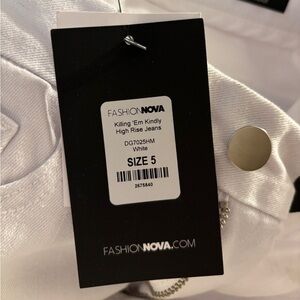 FASHIONNOVA
Killing 'Em Kindly
High Rise Jeans
DG7025HM
White
SIZE 5
2675840
FASHIONNOVA.COM